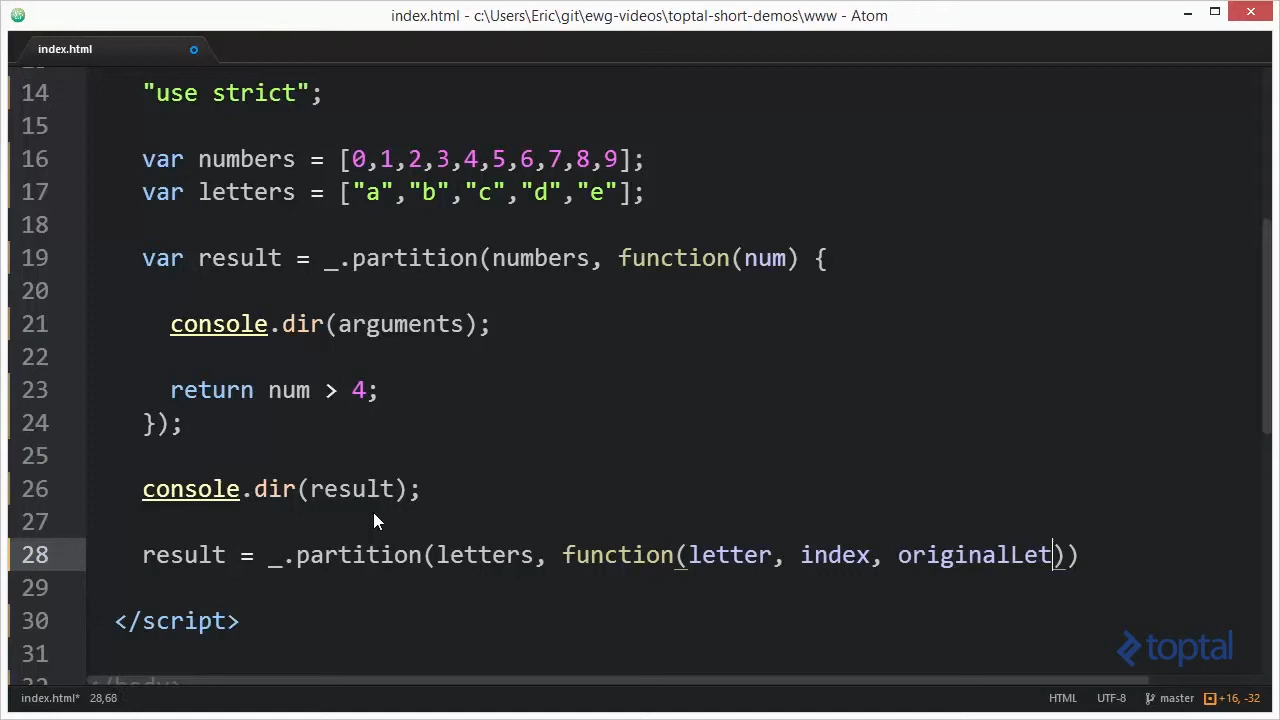 index.html - c:\Users\Eric\git\ewg-videos\toptal-short-demos\www - Atom
index.html
14 "use strict";
15
16 var numbers = [0,1,2,3,4,5,6,7,8,9];
17 var letters = ["a","b","c","d","e"];
18
19 var result = _.partition(numbers, function(num) {
20
21 console.dir(arguments);
22
23 return num > 4;
24 });
25
26 console.dir(result);
27
28 result = _.partition(letters, function(letter, index, originalLet))
29
30 </script>
31
32 </body>
toptal
index.html* 28,68 HTML UTF-8 master +16, -32